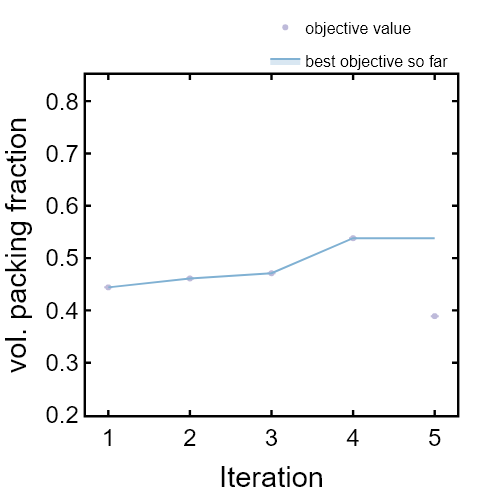 objective value
best objective so far
vol. packing fraction
0.8
0.7
0.6
0.5
0.4
0.3
0.2
1 2 3 4 5
Iteration